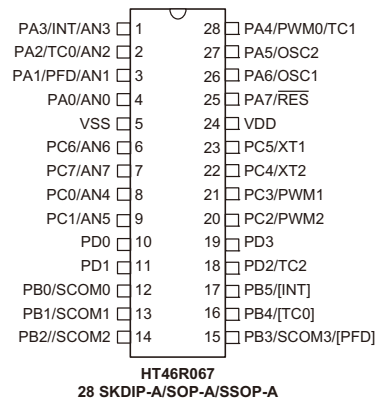 PA3/INT/AN3 1 28 PA4/PWM0/TC1
PA2/TC0/AN2 2 27 PA5/OSC2
PA1/PFD/AN1 3 26 PA6/OSC1
PA0/AN0 4 25 PA7/R̅E̅S̅
VSS 5 24 VDD
PC6/AN6 6 23 PC5/XT1
PC7/AN7 7 22 PC4/XT2
PC0/AN4 8 21 PC3/PWM1
PC1/AN5 9 20 PC2/PWM2
PD0 10 19 PD3
PD1 11 18 PD2/TC2
PB0/SCOM0 12 17 PB5/[INT]
PB1/SCOM1 13 16 PB4/[TC0]
PB2//SCOM2 14 15 PB3/SCOM3/[PFD]
HT46R067
28 SKDIP-A/SOP-A/SSOP-A